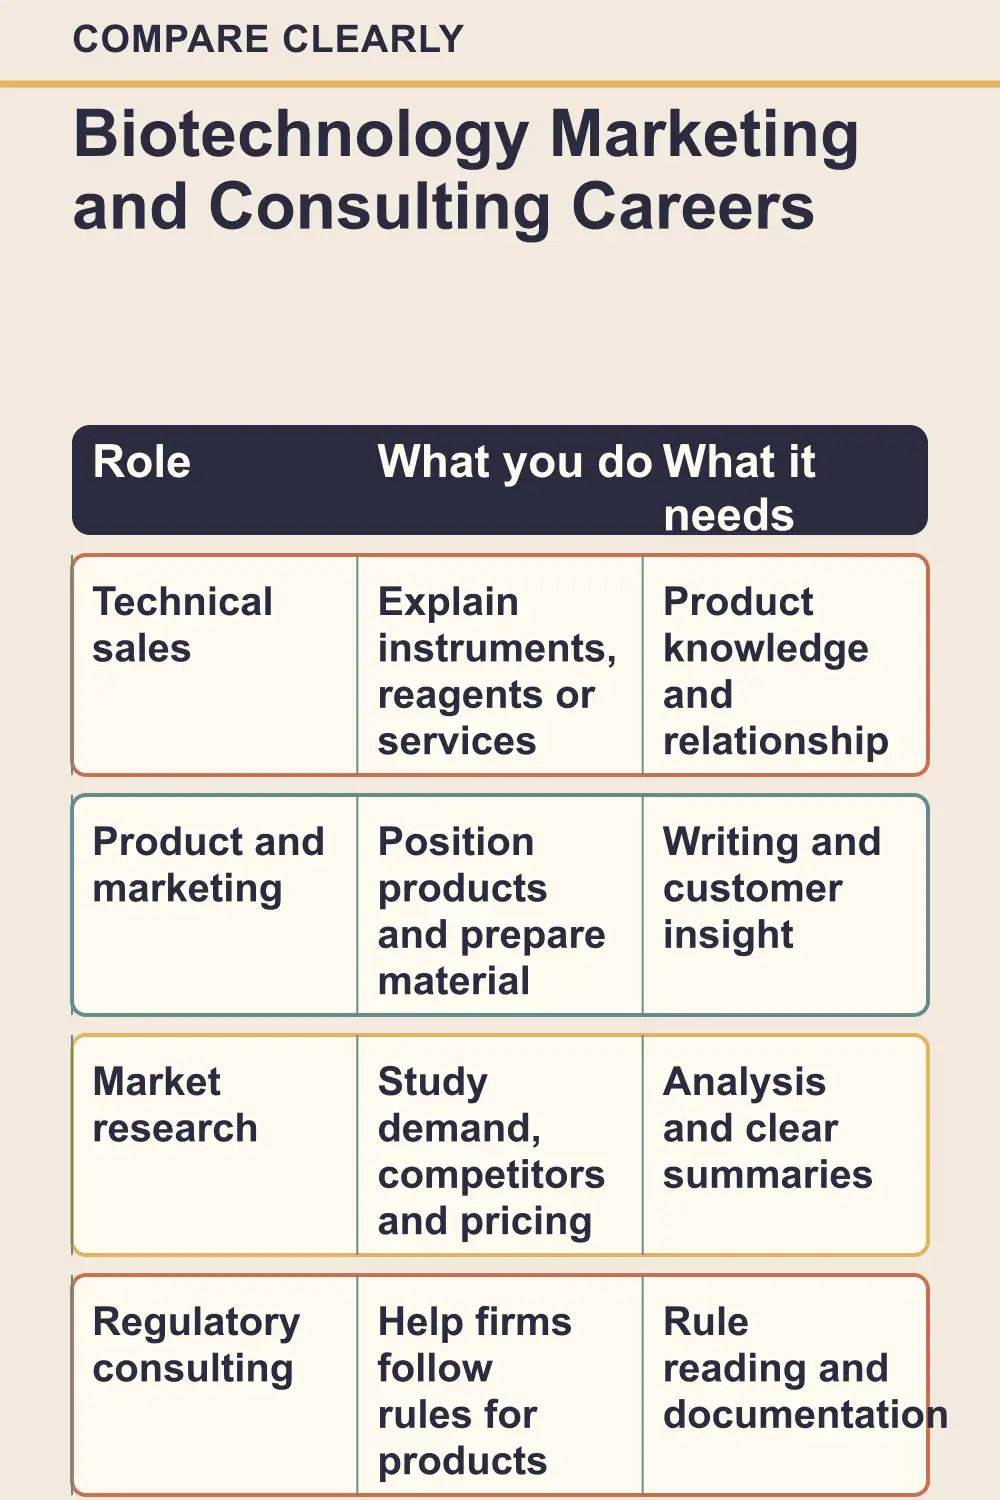 COMPARE CLEARLY
Biotechnology Marketing
and Consulting Careers
Role
What you do
What it
needs
Technical
sales
Explain
instruments,
reagents or
services
Product
knowledge
and
relationship
Product and
marketing
Position
products
and prepare
material
Writing and
customer
insight
Market
research
Study
demand,
competitors
and pricing
Analysis
and clear
summaries
Regulatory
consulting
Help firms
follow
rules for
products
Rule
reading and
documentation